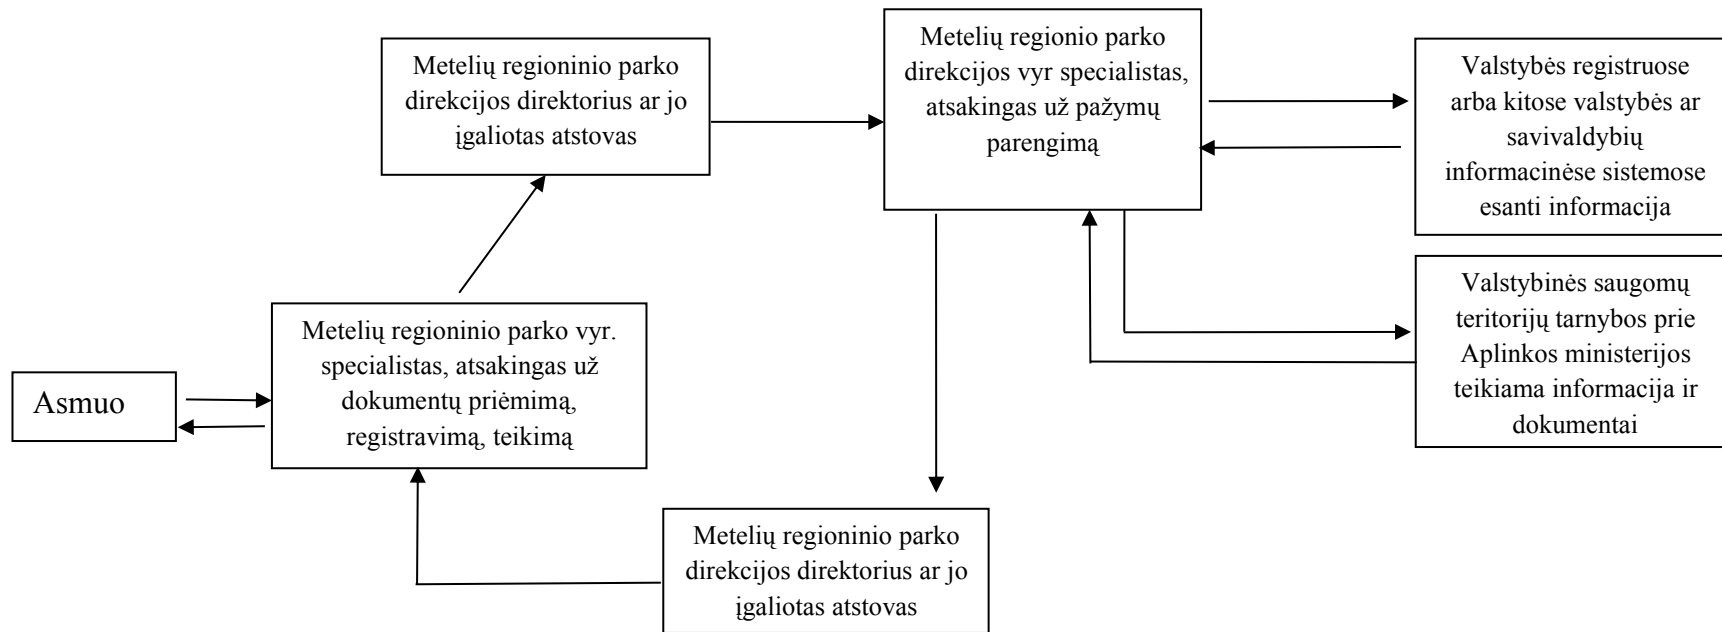 Metelių regioninio parko
direkcijos direktorius ar jo
įgaliotas atstovas
Metelių regionio parko
direkcijos vyr specialistas,
atsakingas už pažymų
parengimą
Valstybės registruose
arba kitose valstybės ar
savivaldybių
informacinėse sistemose
esanti informacija
Valstybinės saugomų
teritorijų tarnybos prie
Aplinkos ministerijos
teikiama informacija ir
dokumentai
Asmuo
Metelių regioninio parko vyr.
specialistas, atsakingas už
dokumentų priėmimą,
registravimą, teikimą
Metelių regioninio parko
direkcijos direktorius ar jo
įgaliotas atstovas